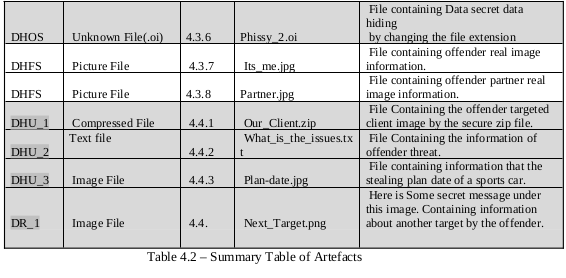 DHOS Unknown File(.oi) 4.3.6 Phissy_2.oi File containing Data secret data
hiding
by changing the file extension
DHFS Picture File 4.3.7 Its_me.jpg File containing offender real image
information.
DHFS Picture File 4.3.8 Partner.jpg File containing offender partner real
image information.
DHU_1 Compressed File 4.4.1 Our_Client.zip File Containing the offender targeted
client image by the secure zip file.
DHU_2 Text file 4.4.2 What_is_the_issues.tx
t File Containing the information of
offender threat.
DHU_3 Image File 4.4.3 Plan-date.jpg File containing information that the
stealing plan date of a sports car.
DR_1 Image File 4.4. Next_Target.png Here is Some secret message under
this image. Containing information
about another target by the offender.
Table 4.2 – Summary Table of Artefacts